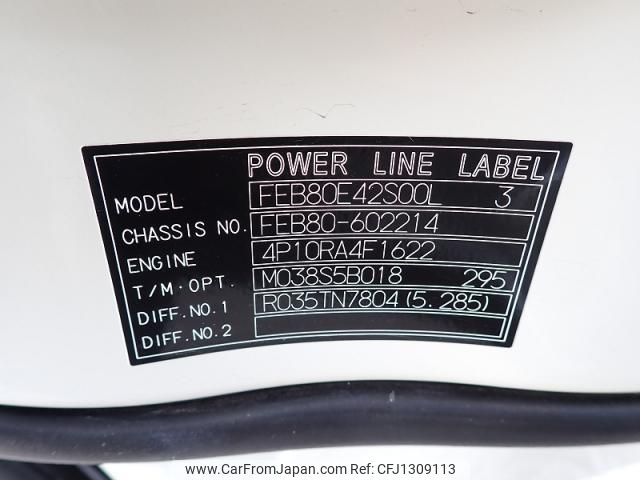 POWER LINE LABEL
MODEL FEB80E42S00L 3
CHASSIS NO. FEB80-602214
ENGINE 4P10RA4F1622
T/M·OPT. M038S5B018 295
DIFF.NO.1 R035TN7804(5.285)
DIFF.NO.2
www.CarFromJapan.com CFJ1309113